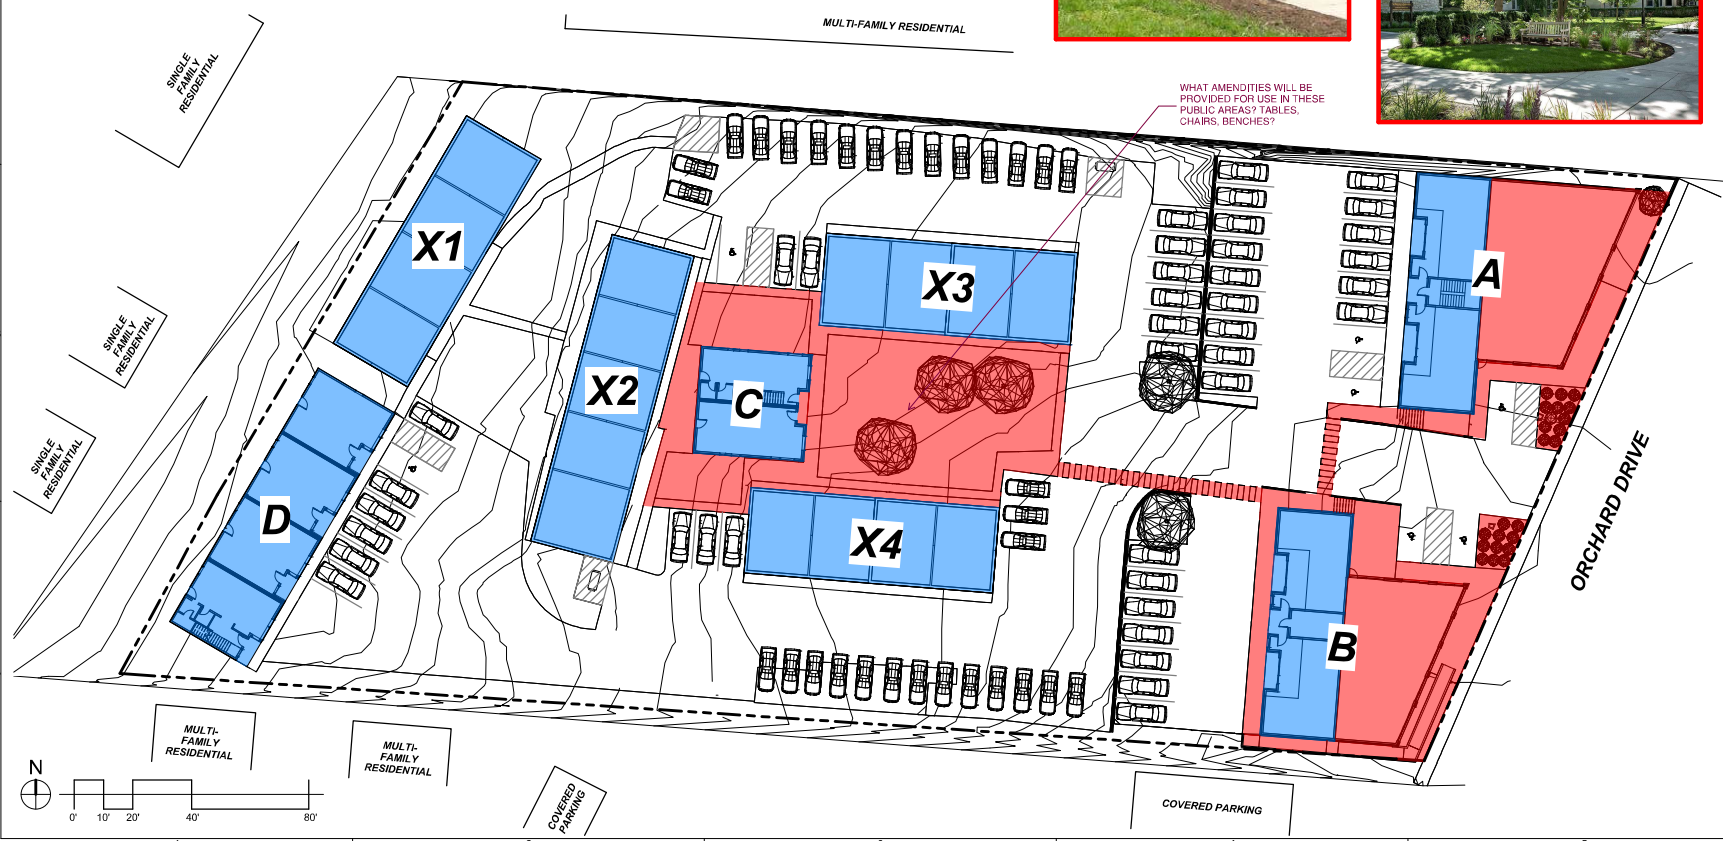 MULTI-FAMILY RESIDENTIAL
SINGLE
FAMILY
RESIDENTIAL
WHAT AMENDITIES WILL BE
PROVIDED FOR USE IN THESE
PUBLIC AREAS? TABLES,
CHAIRS, BENCHES?
X1
X2
X3
A
SINGLE
FAMILY
RESIDENTIAL
C
SINGLE
FAMILY
RESIDENTIAL
D
X4
B
ORCHARD DRIVE
MULTI-
FAMILY
RESIDENTIAL
MULTI-
FAMILY
RESIDENTIAL
COVERED
PARKING
COVERED PARKING
N
0' 10' 20' 40' 80'